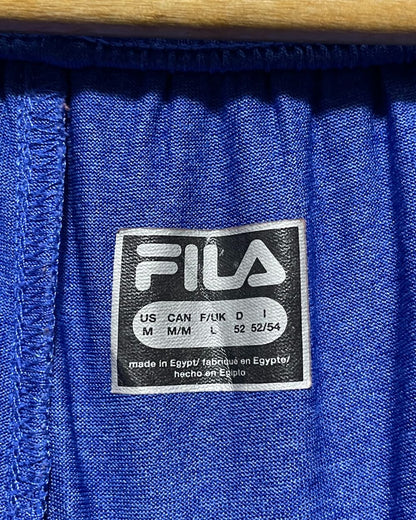 FILA
US CAN F/UK D I
M M/M L 52 52/54
made in Egypt/ fabriqué en Egypte/
hecho en Egipto